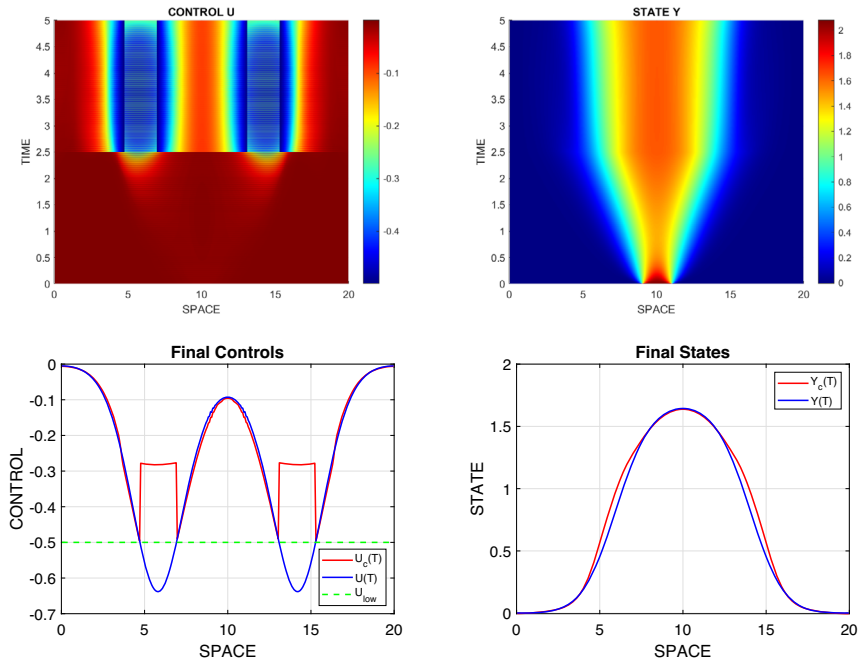 CONTROL U
5
4.5
4
3.5
3
2.5
2
1.5
1
0.5
0
TIME
0 5 10 15 20
SPACE
-0.1
-0.2
-0.3
-0.4
STATE Y
5
4.5
4
3.5
3
2.5
2
1.5
1
0.5
0
TIME
0 5 10 15 20
SPACE
2
1.8
1.6
1.4
1.2
1
0.8
0.6
0.4
0.2
0
Final Controls
0
-0.1
-0.2
-0.3
-0.4
-0.5
-0.6
-0.7
CONTROL
0 5 10 15 20
SPACE
U_c(T)
U(T)
U_low
Final States
2
1.5
1
0.5
0
STATE
0 5 10 15 20
SPACE
Y_c(T)
Y(T)